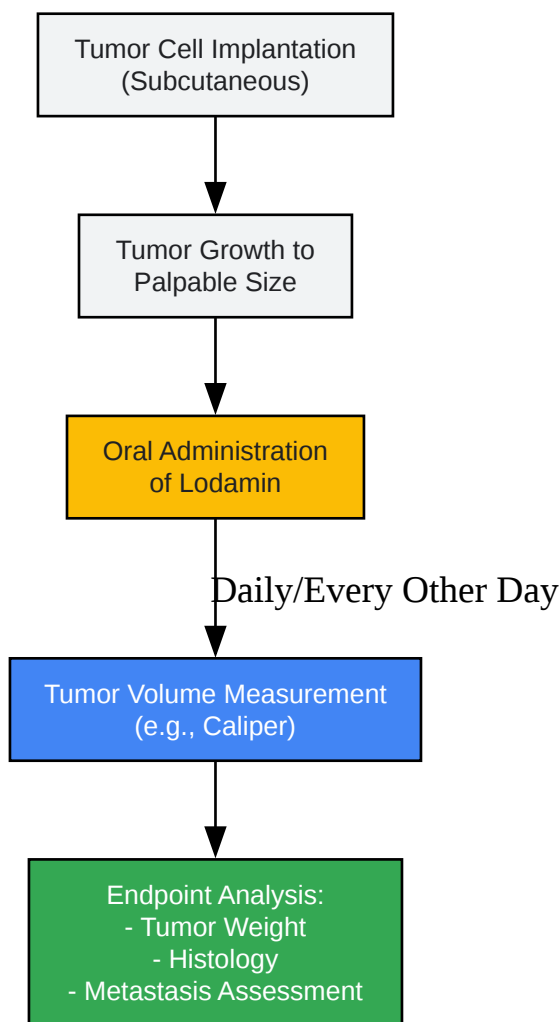 Tumor Cell Implantation
(Subcutaneous)
Tumor Growth to
Palpable Size
Oral Administration
of Lodamin
Daily/Every Other Day
Tumor Volume Measurement
(e.g., Caliper)
Endpoint Analysis:
- Tumor Weight
- Histology
- Metastasis Assessment